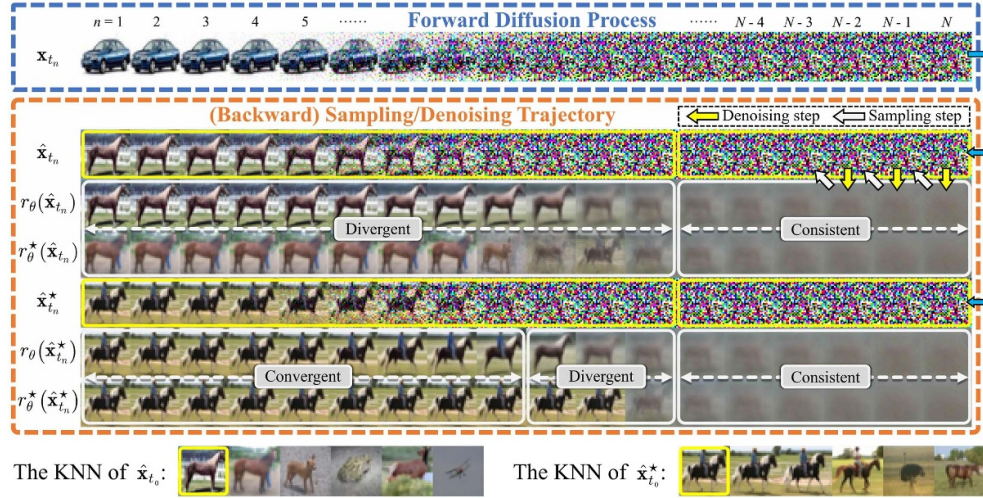 Forward Diffusion Process
n = 1 2 3 4 5 ...... ...... N - 4 N - 3 N - 2 N - 1 N
x_{t_n}
(Backward) Sampling/Denoising Trajectory
Denoising step Sampling step
x̂_{t_n}
r_θ(x̂_{t_n})
Divergent Consistent
r_θ^★(x̂_{t_n})
x̂_{t_n}^★
r_θ(x̂_{t_n}^★)
Convergent Divergent Consistent
r_θ^★(x̂_{t_n}^★)
The KNN of x̂_{t_0}: The KNN of x̂_{t_0}^★: